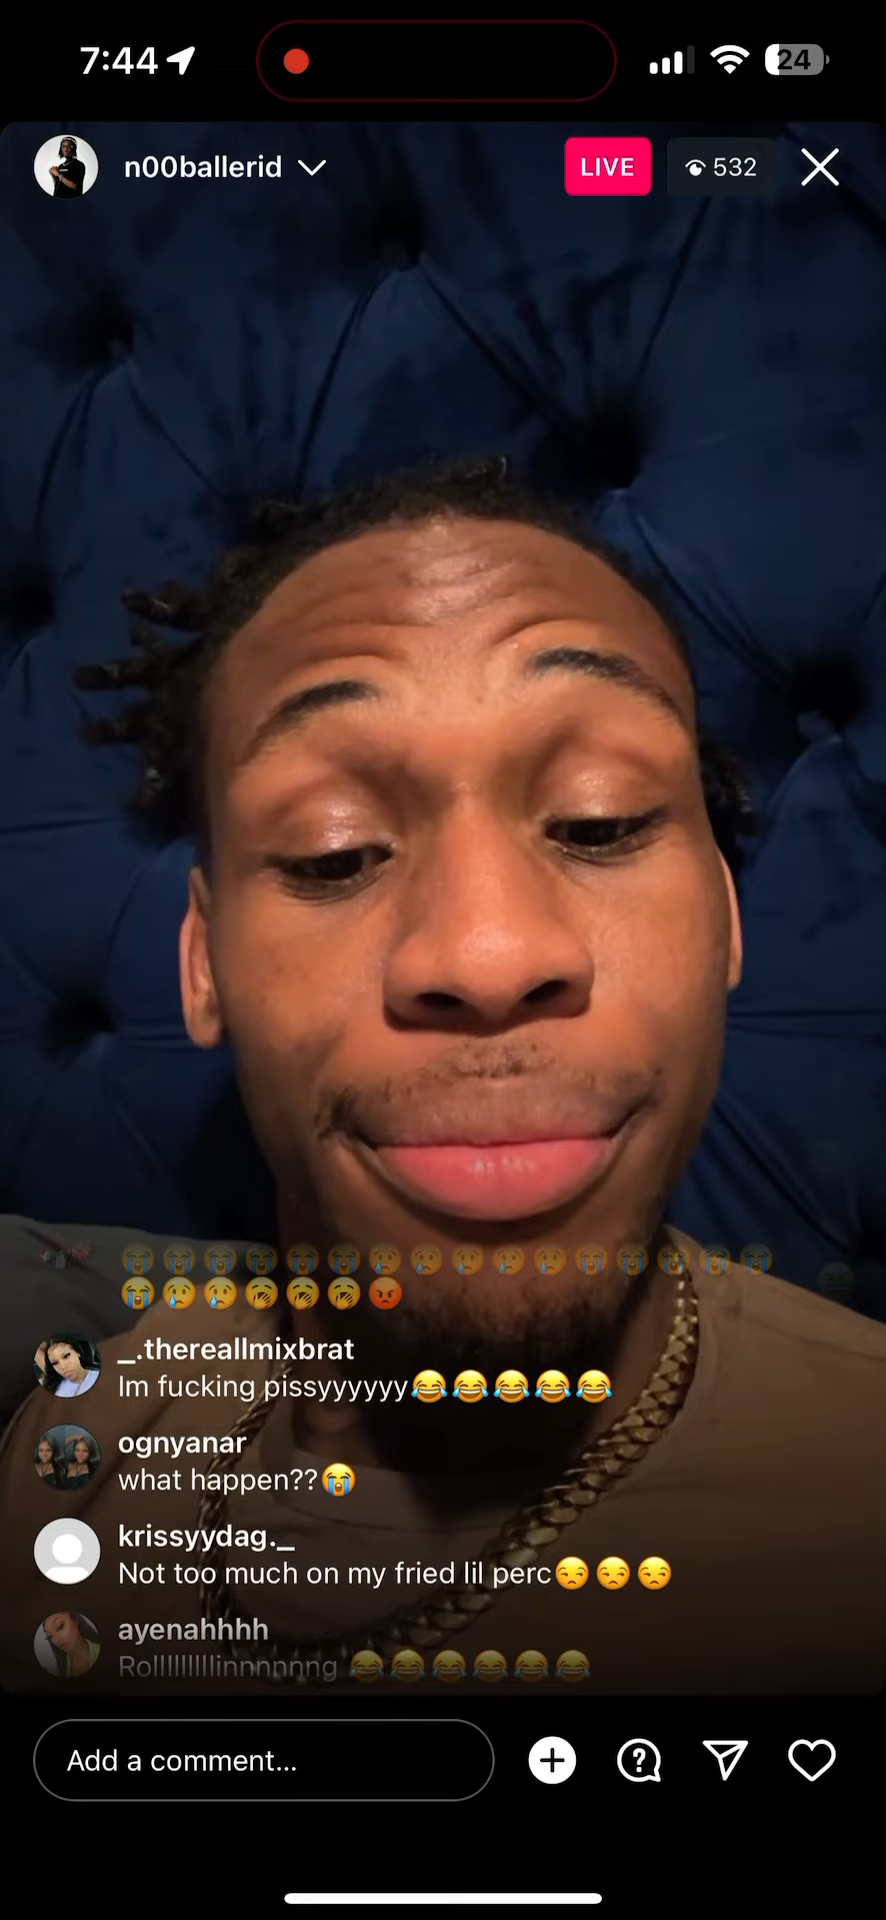 7:44
24
n00ballerid
LIVE
532
😭😭😭😭😭😭😢😢😢😢😢😭😭😭😭😭
😭😢😢🥱🥱🥱😡
_.thereallmixbrat
Im fucking pissyyyyyy😂😂😂😂😂
ognyanar
what happen??😭
krissyydag._
Not too much on my fried lil perc😒😒😒
ayenahhhh
Rolllllllllinnnnnng 😂😂😂😂😂😂
Add a comment...